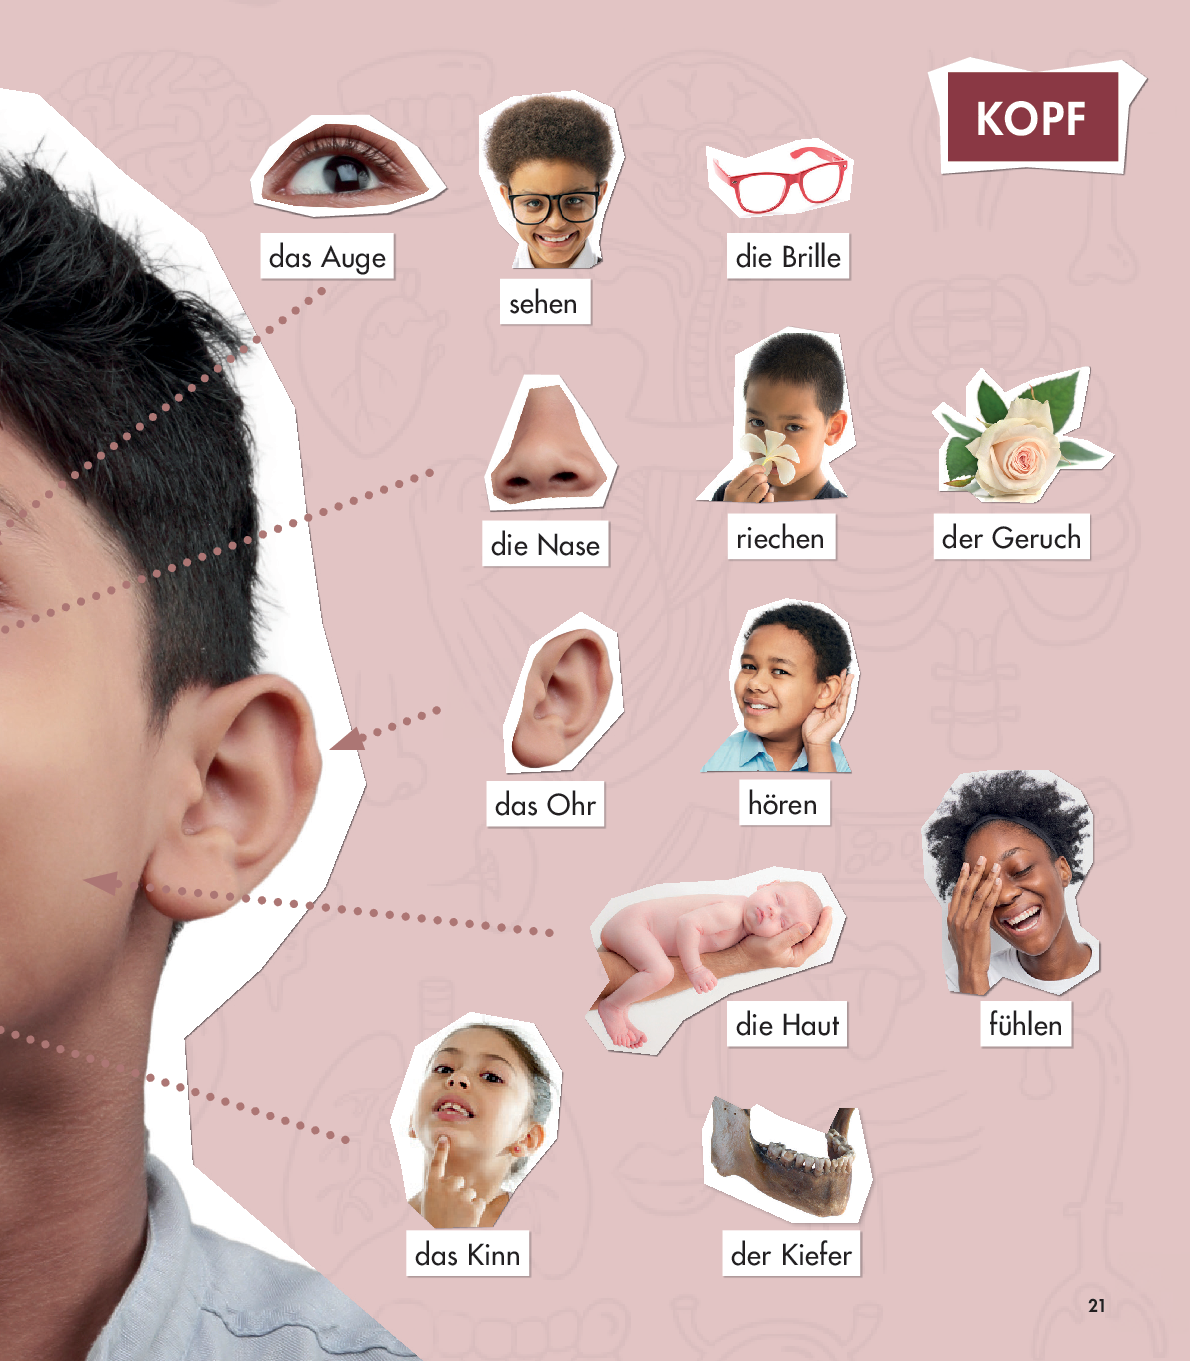 KOPF
das Auge
sehen
die Brille
die Nase
riechen
der Geruch
das Ohr
hören
die Haut
fühlen
das Kinn
der Kiefer
21